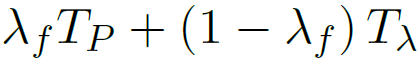 λ_f T_P + (1 − λ_f) T_λ